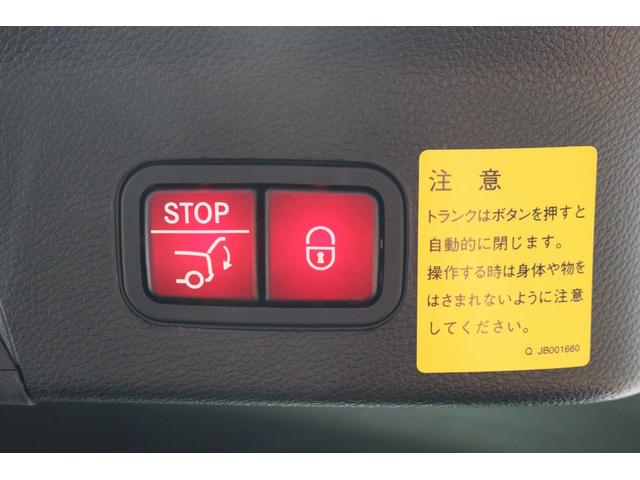 STOP
注 意
トランクはボタンを押すと
自動的に閉じます。
操作する時は身体や物を
はさまれないように注意
してください。
Q JB001660